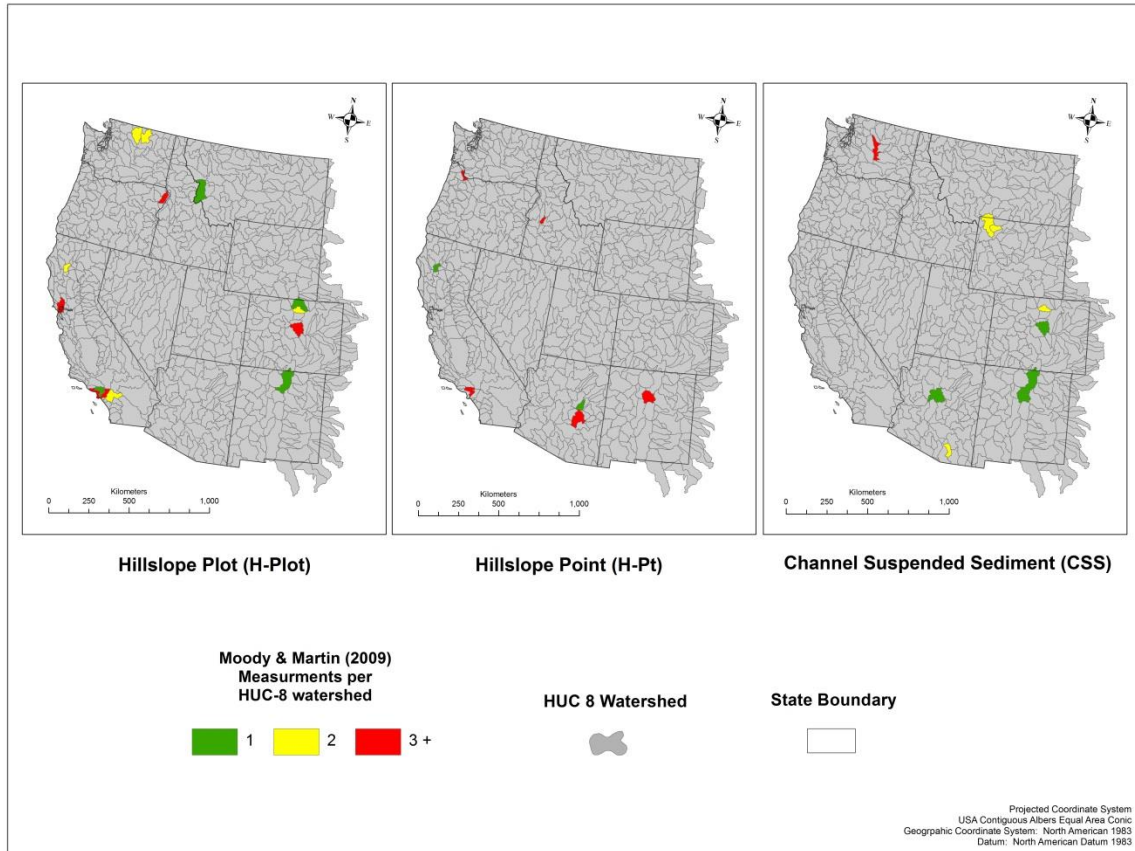 N
W E
S
Kilometers
0 250 500 1,000
Hillslope Plot (H-Plot)
N
W E
S
Kilometers
0 250 500 1,000
Hillslope Point (H-Pt)
N
W E
S
Kilometers
0 250 500 1,000
Channel Suspended Sediment (CSS)
Moody & Martin (2009)
Measurments per
HUC-8 watershed
1 2 3 +
HUC 8 Watershed
State Boundary
Projected Coordinate System
USA Contiguous Albers Equal Area Conic
Geogrpahic Coordinate System: North American 1983
Datum: North American Datum 1983